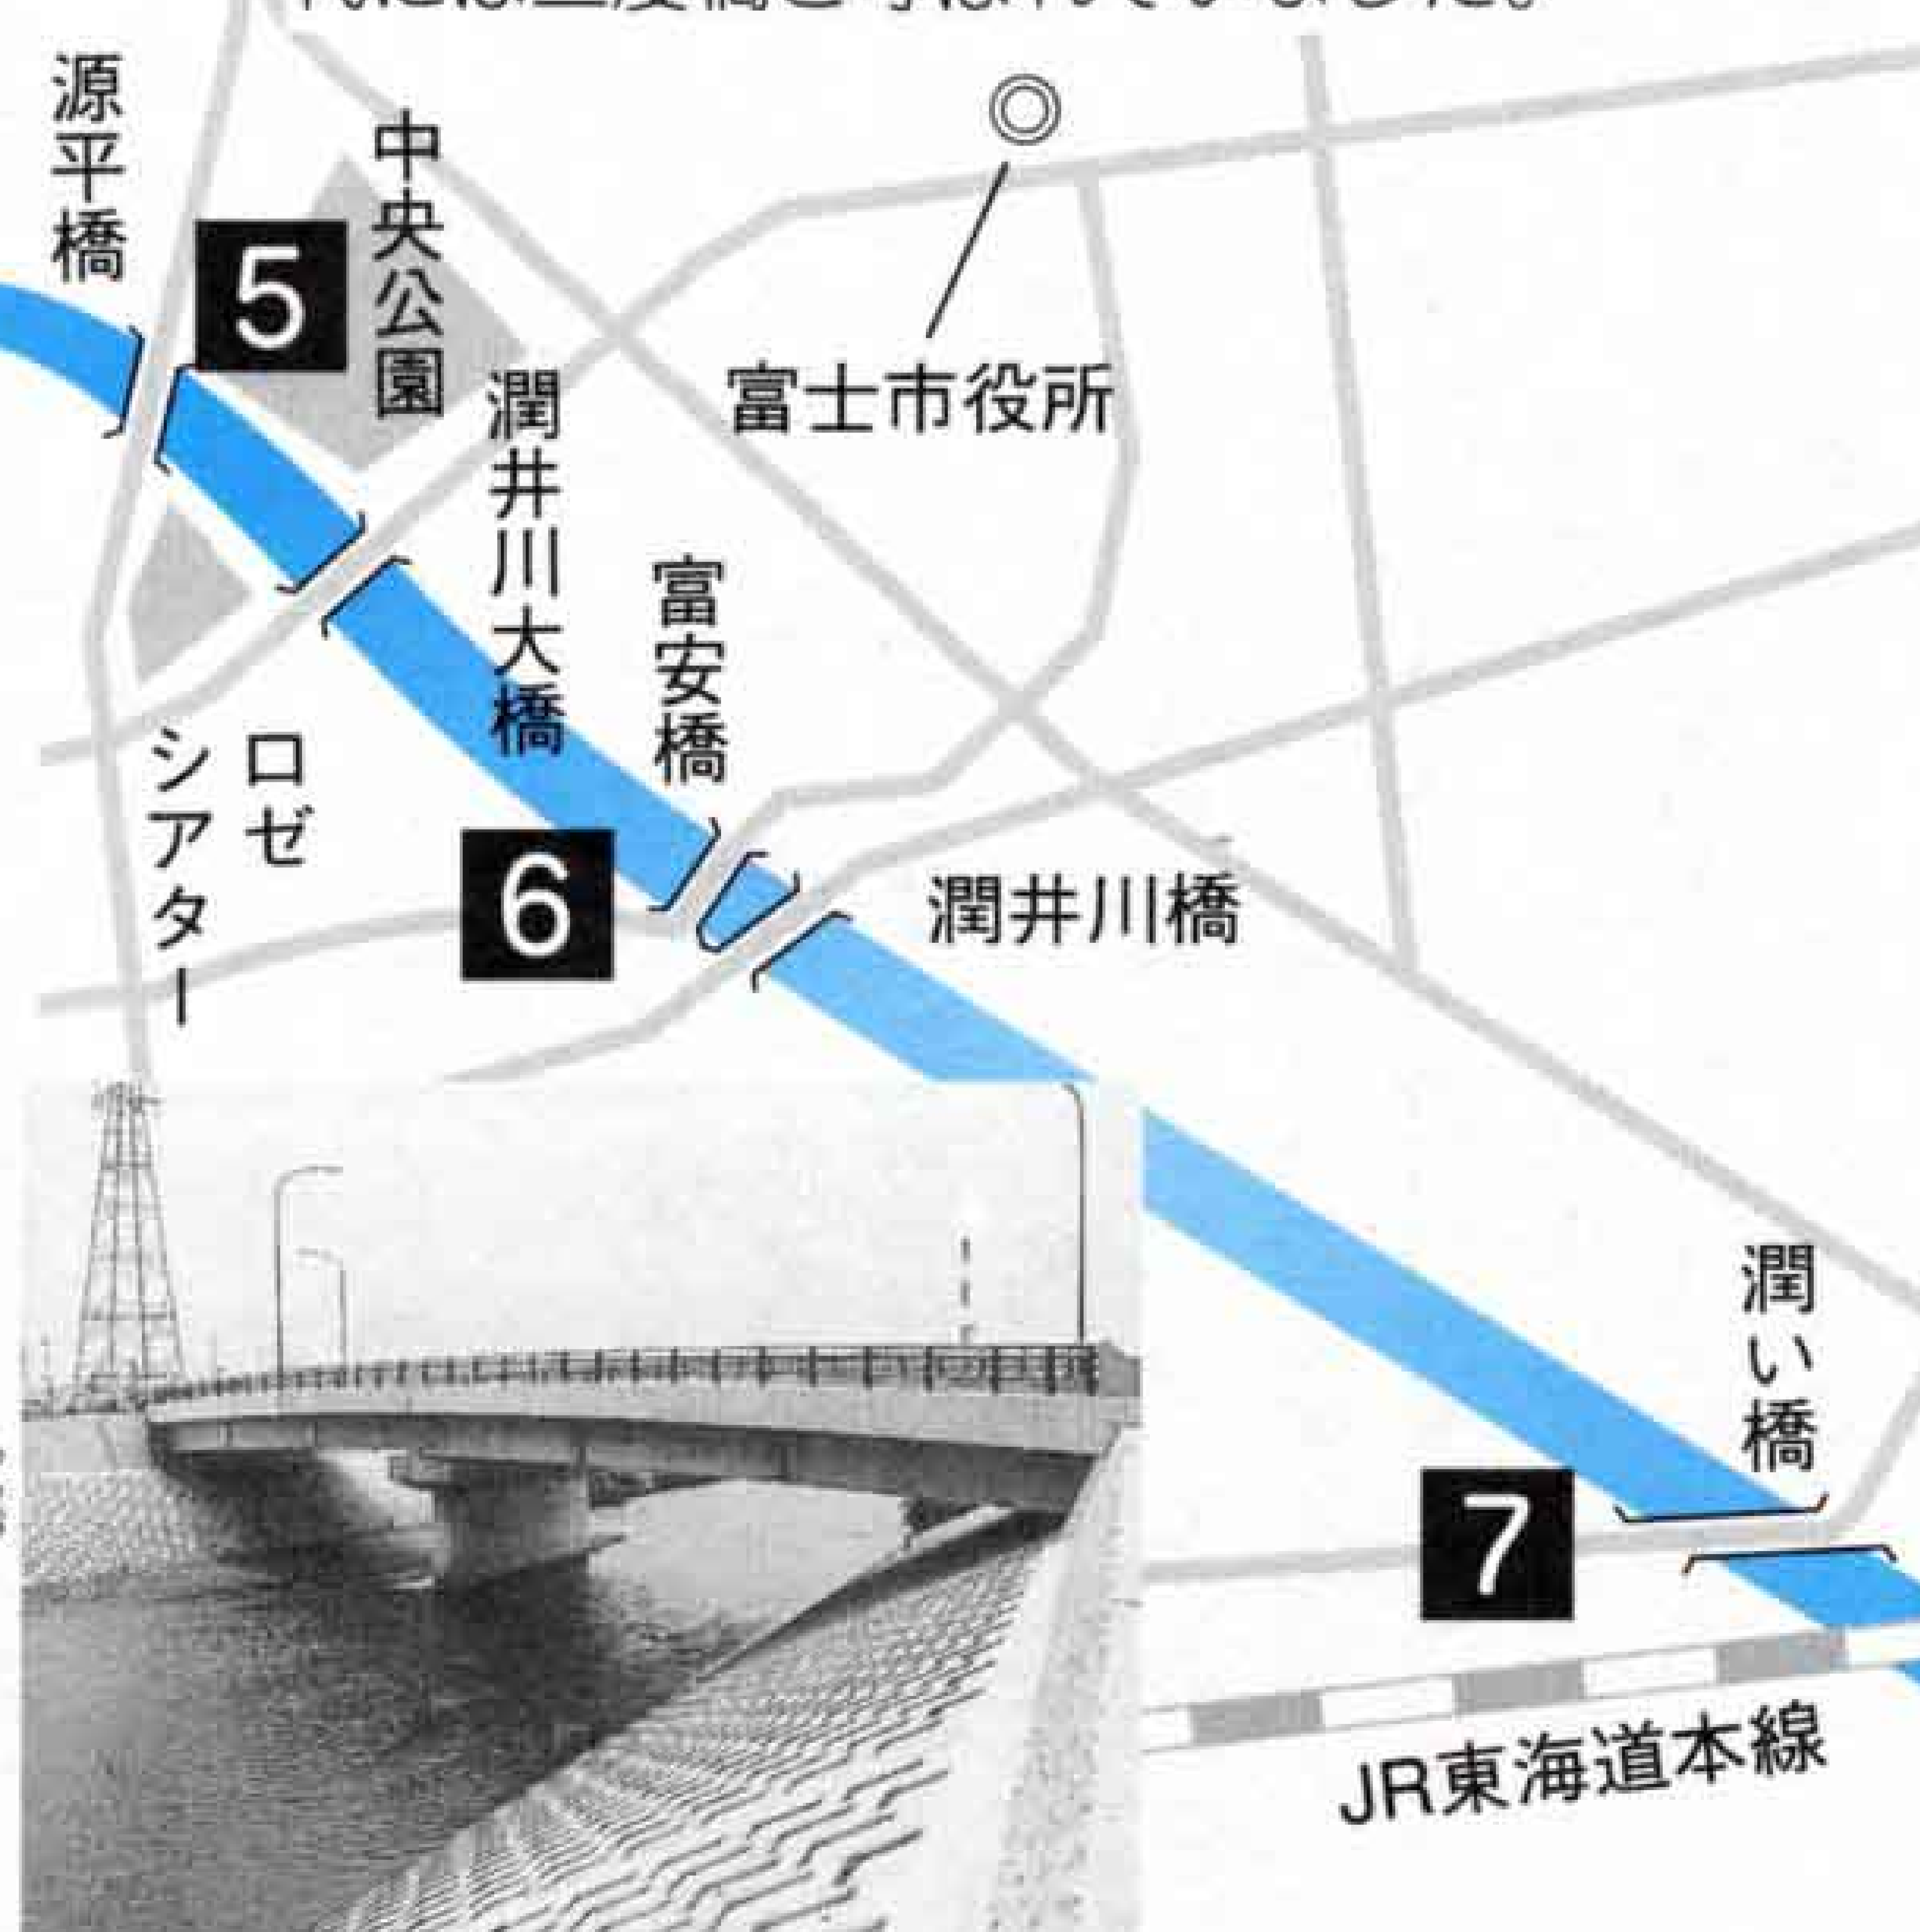 源平橋
5
中央公園
富士市役所
潤井川大橋
富安橋
ロゼ
シアター
6
潤井川橋
潤い橋
7
JR東海道本線